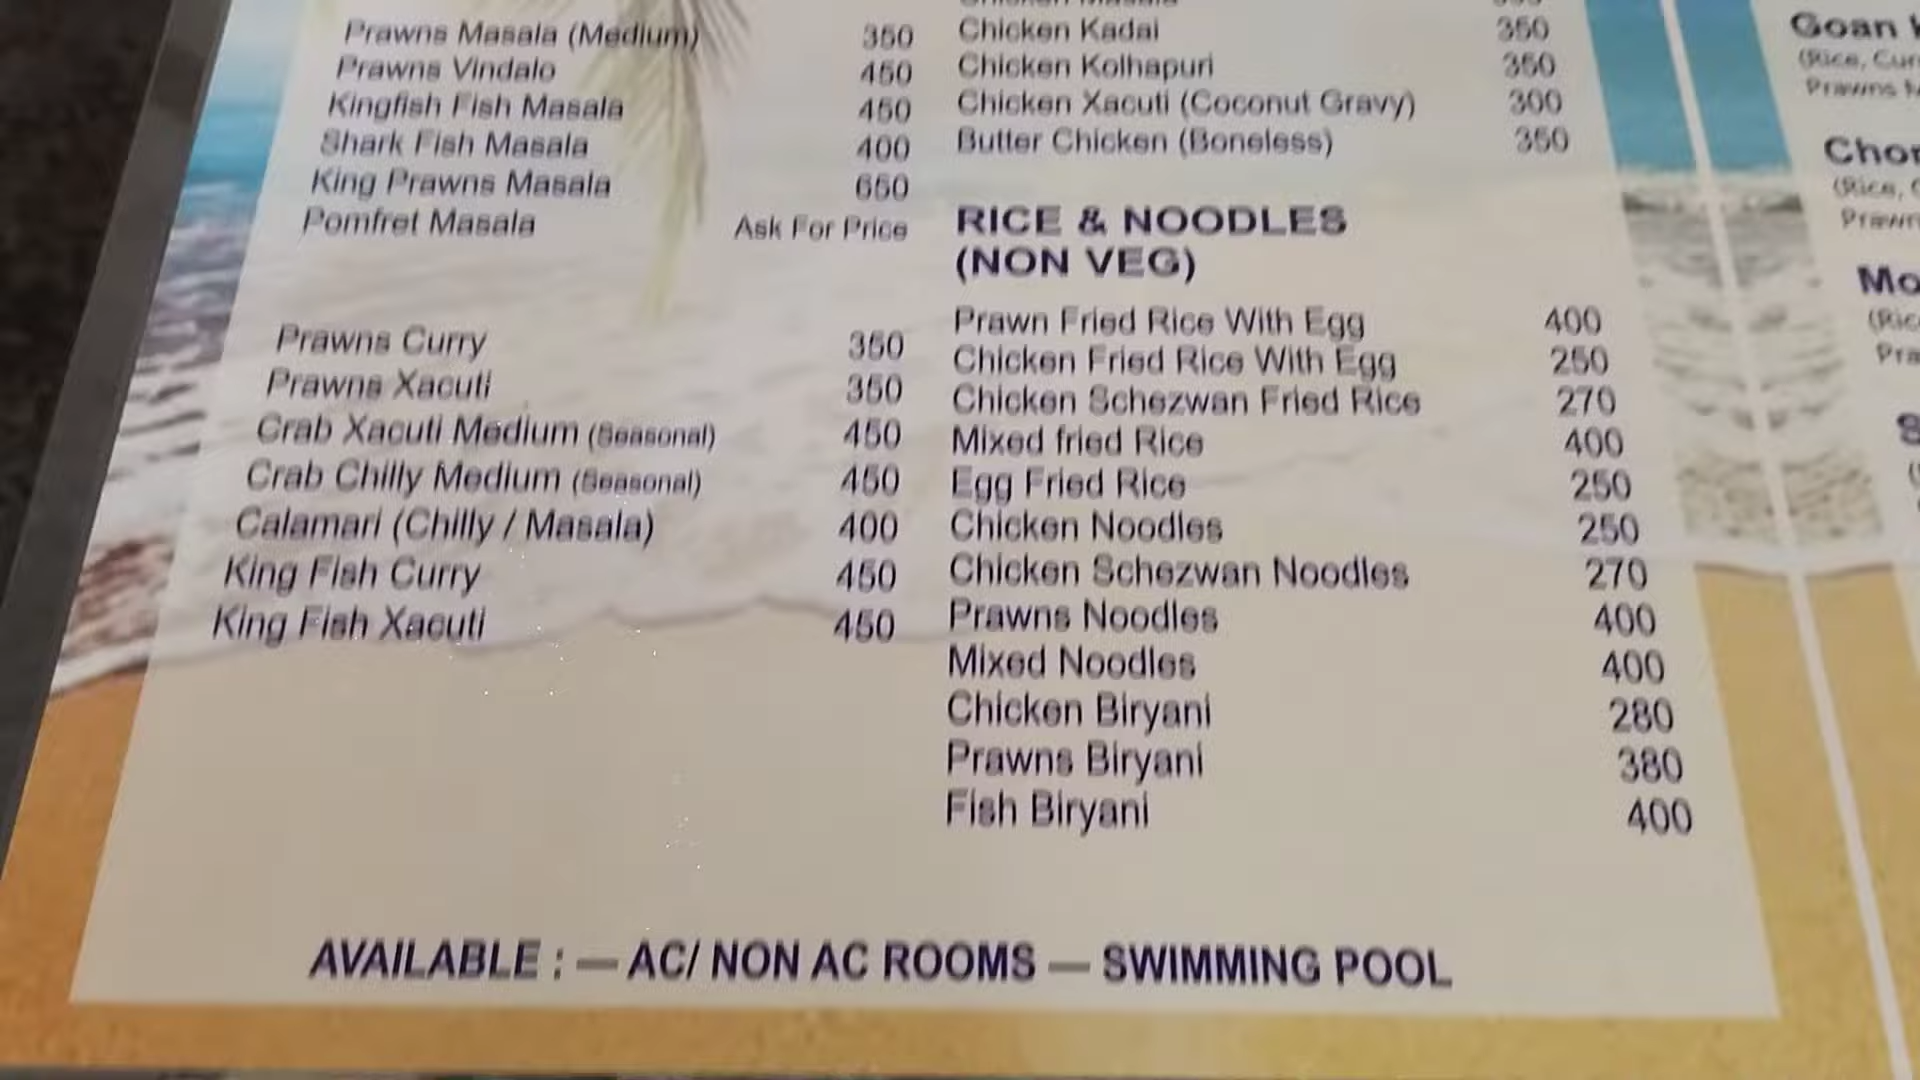 Prawns Masala (Medium) 350
Prawns Vindalo 450
Kingfish Fish Masala 450
Shark Fish Masala 400
King Prawns Masala 650
Pomfret Masala Ask For Price
Prawns Curry 350
Prawns Xacuti 350
Crab Xacuti Medium (Seasonal) 450
Crab Chilly Medium (Seasonal) 450
Calamari (Chilly / Masala) 400
King Fish Curry 450
King Fish Xacuti 450
Chicken Kadai 350
Chicken Kolhapuri 350
Chicken Xacuti (Coconut Gravy) 300
Butter Chicken (Boneless) 350
RICE & NOODLES
(NON VEG)
Prawn Fried Rice With Egg 400
Chicken Fried Rice With Egg 250
Chicken Schezwan Fried Rice 270
Mixed fried Rice 400
Egg Fried Rice 250
Chicken Noodles 250
Chicken Schezwan Noodles 270
Prawns Noodles 400
Mixed Noodles 400
Chicken Biryani 280
Prawns Biryani 380
Fish Biryani 400
AVAILABLE : — AC/ NON AC ROOMS — SWIMMING POOL
Goan
(Rice,
Prawns
(Rice,